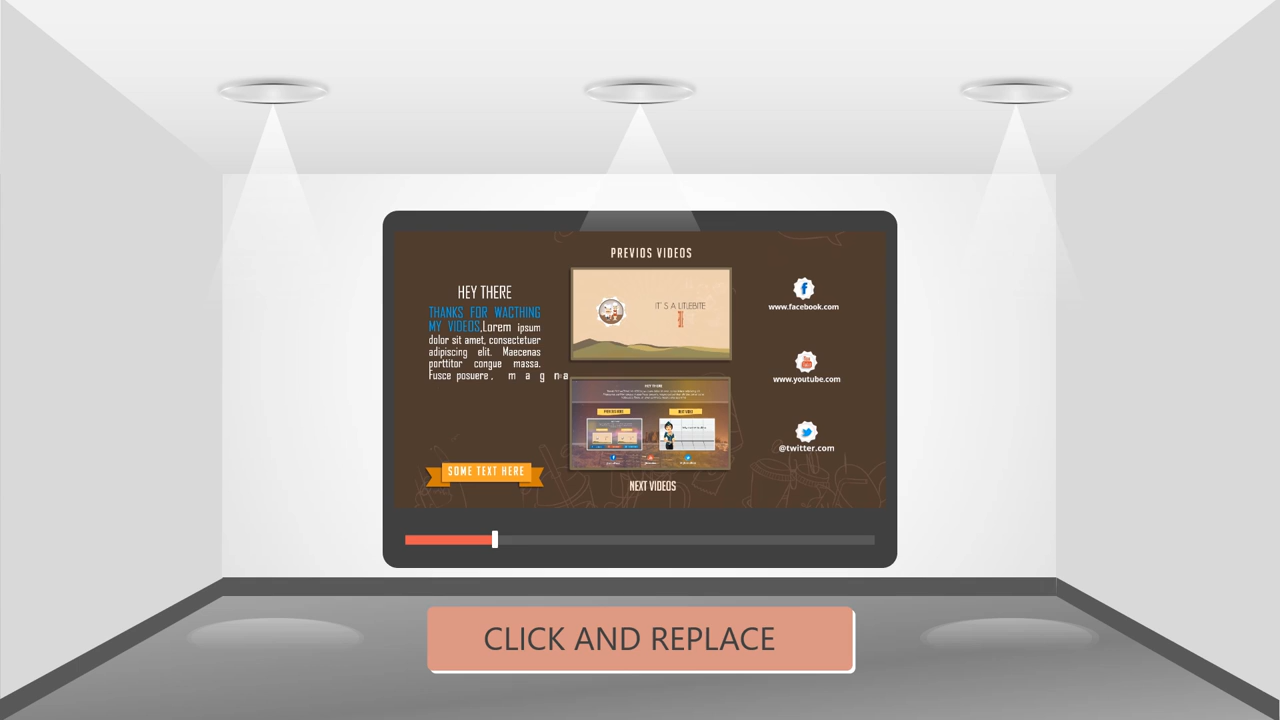 PREVIOS VIDEOS
HEY THERE
THANKS FOR WACTHING
MY VIDEOS,Lorem ipsum
dolor sit amet, consectetuer
adipiscing elit. Maecenas
porttitor congue massa.
Fusce posuere, m a g n a
SOME TEXT HERE
IT'S A LITLEBITE
NEXT VIDEOS
www.facebook.com
www.youtube.com
@twitter.com
CLICK AND REPLACE